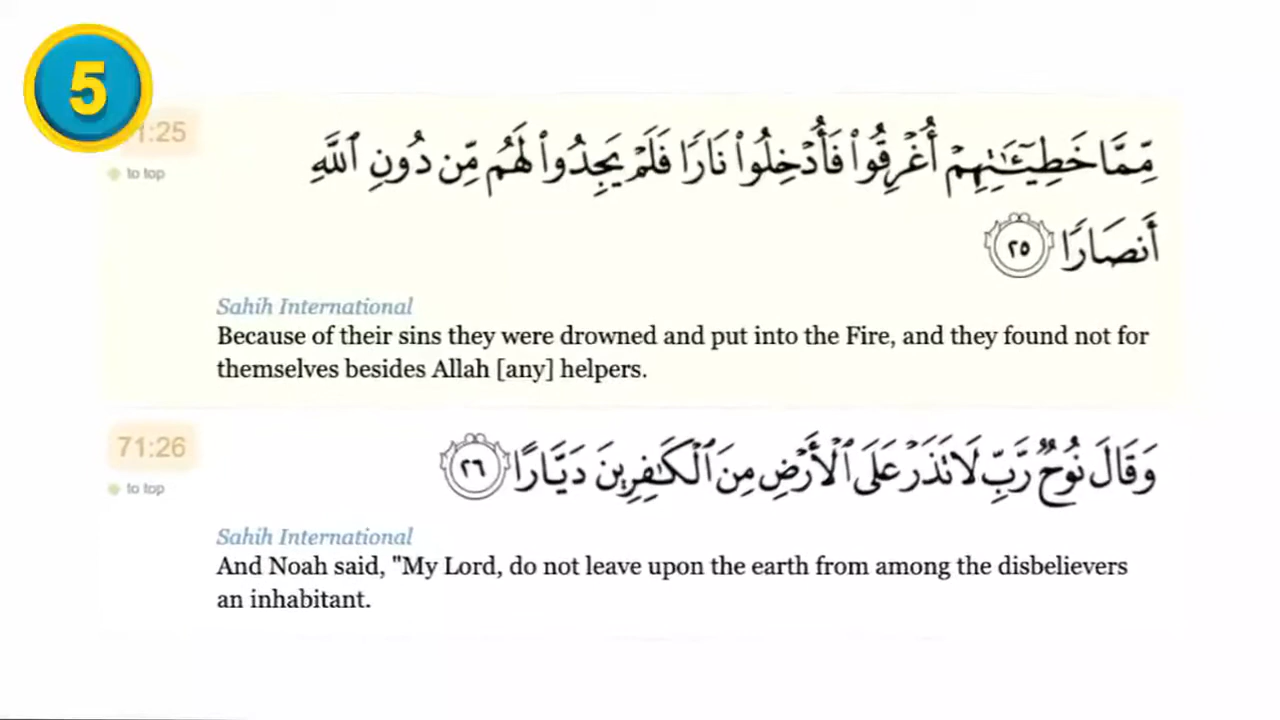 5
1:25
to top
مِّمَّا خَطِيٓـَٰٔتِهِمْ أُغْرِقُوا۟ فَأُدْخِلُوا۟ نَارًا فَلَمْ يَجِدُوا۟ لَهُم مِّن دُونِ ٱللَّهِ
أَنصَارًا ٢٥
Sahih International
Because of their sins they were drowned and put into the Fire, and they found not for
themselves besides Allah [any] helpers.
71:26
to top
وَقَالَ نُوحٌ رَّبِّ لَا تَذَرْ عَلَى ٱلْأَرْضِ مِنَ ٱلْكَٰفِرِينَ دَيَّارًا ٢٦
Sahih International
And Noah said, "My Lord, do not leave upon the earth from among the disbelievers
an inhabitant.